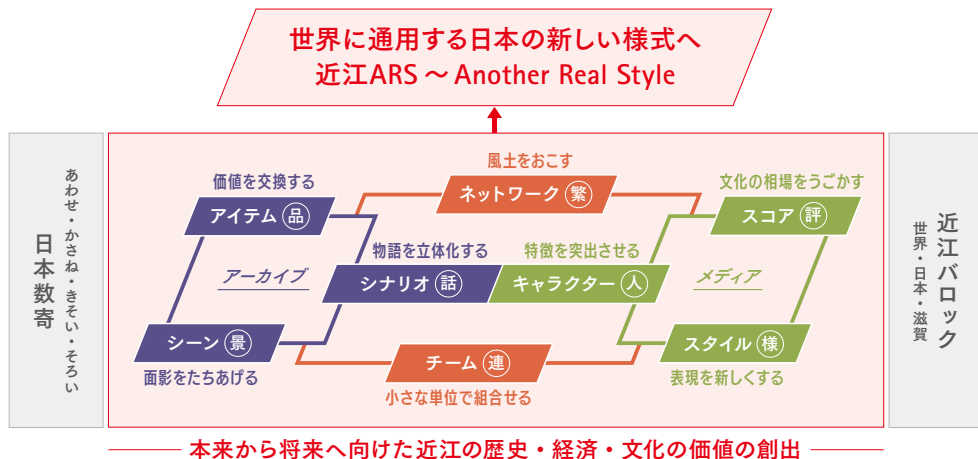 世界に通用する日本の新しい様式へ
近江ARS ～ Another Real Style
日本数寄
あわせ・かさね・きそい・そろい
価値を交換する
アイテム 品
風土をおこす
ネットワーク 繁
文化の相場をうごかす
スコア 評
アーカイブ
物語を立体化する
シナリオ 話
特徴を突出させる
キャラクター 人
メディア
シーン 景
面影をたちあげる
チーム 連
小さな単位で組合せる
スタイル 様
表現を新しくする
近江バロック
世界・日本・滋賀
本来から将来へ向けた近江の歴史・経済・文化の価値の創出